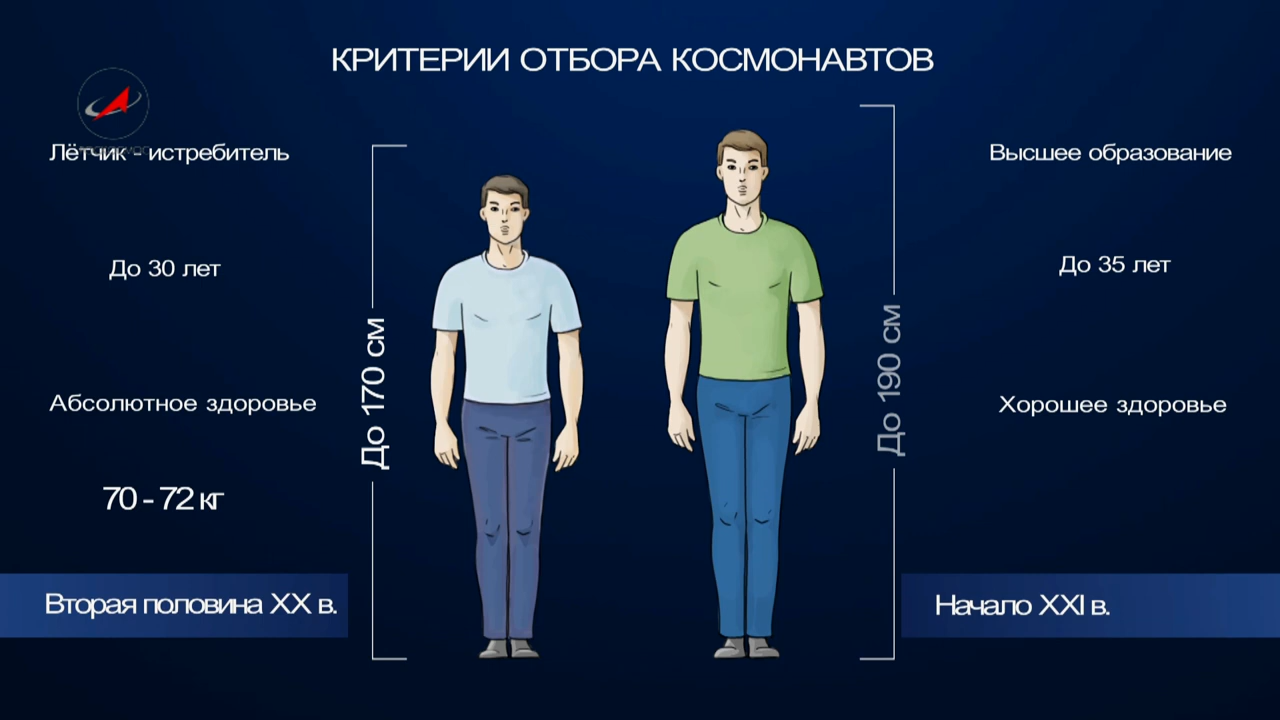 КРИТЕРИИ ОТБОРА КОСМОНАВТОВ
Лётчик - истребитель
До 30 лет
Абсолютное здоровье
70 - 72 кг
Вторая половина XX в.
До 170 см
До 190 см
Высшее образование
До 35 лет
Хорошее здоровье
Начало XXI в.